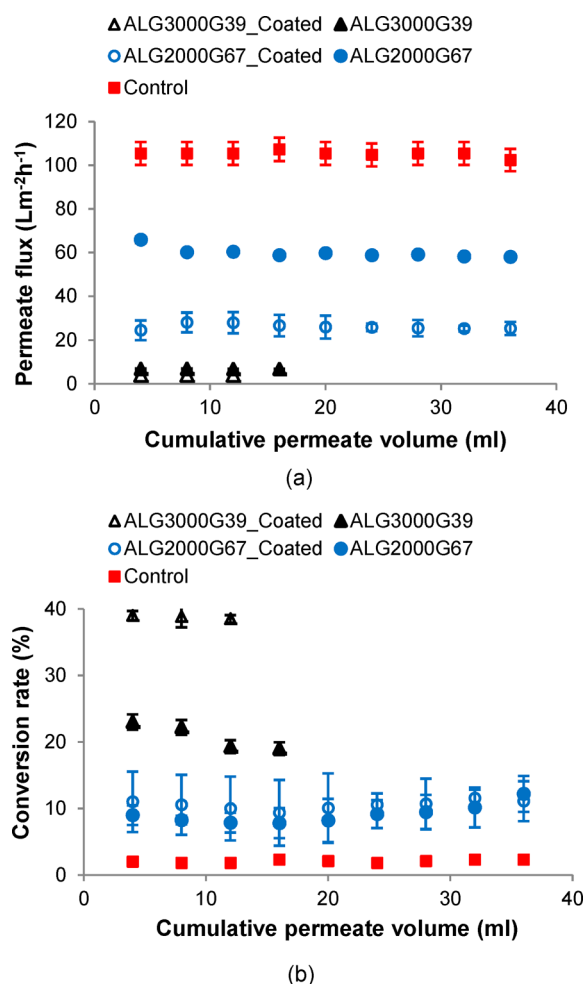 ALG3000G39_Coated ALG3000G39
ALG2000G67_Coated ALG2000G67
Control
120
100
80
60
40
20
0
Permeate flux (Lm⁻²h⁻¹)
0 10 20 30 40
Cumulative permeate volume (ml)
(a)
ALG3000G39_Coated ALG3000G39
ALG2000G67_Coated ALG2000G67
Control
40
30
20
10
0
Conversion rate (%)
0 10 20 30 40
Cumulative permeate volume (ml)
(b)